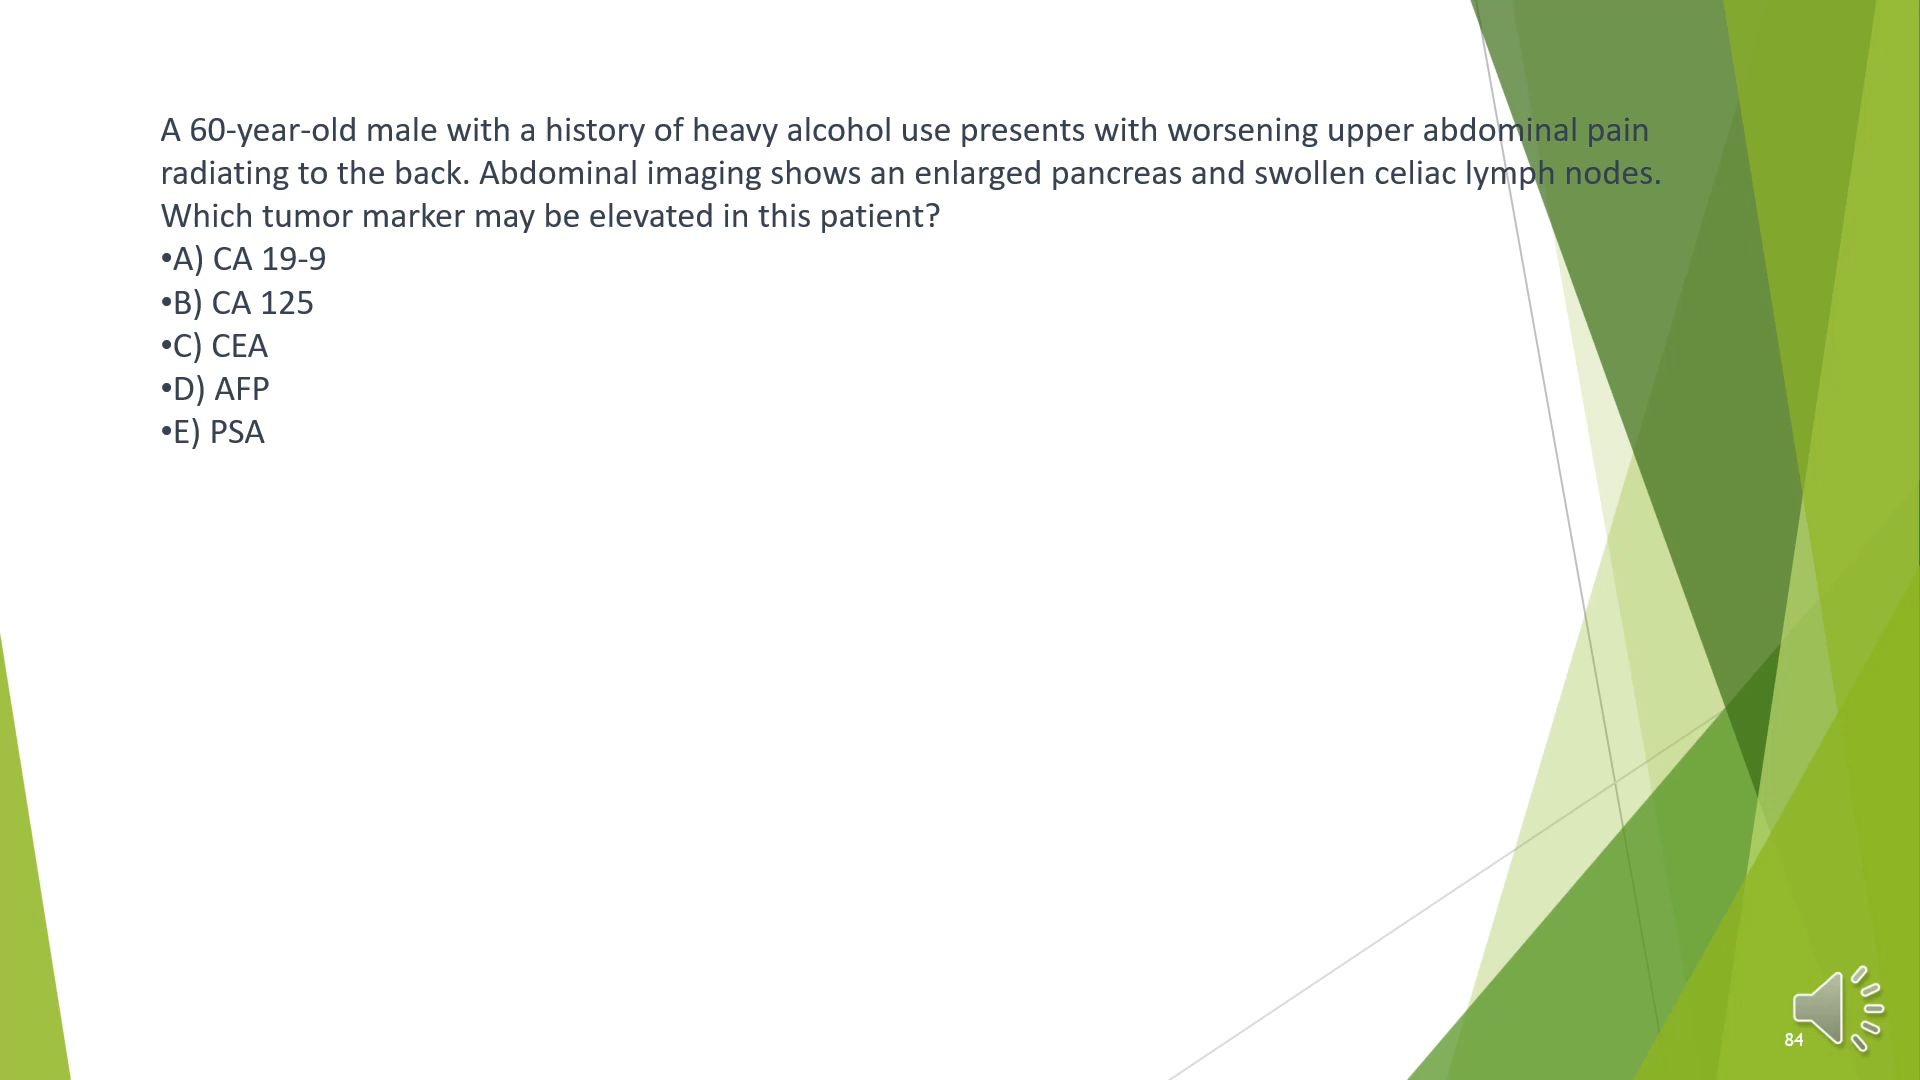 A 60-year-old male with a history of heavy alcohol use presents with worsening upper abdominal pain
radiating to the back. Abdominal imaging shows an enlarged pancreas and swollen celiac lymph nodes.
Which tumor marker may be elevated in this patient?
•A) CA 19-9
•B) CA 125
•C) CEA
•D) AFP
•E) PSA
84